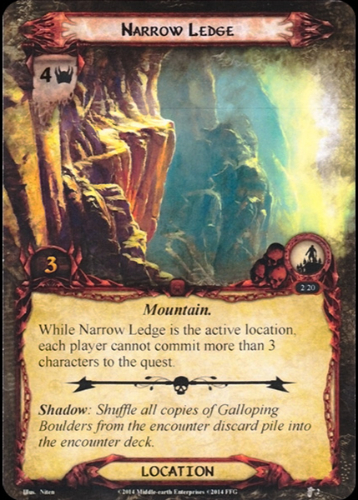 Narrow Ledge
4
3
2/20
Mountain.
While Narrow Ledge is the active location,
each player cannot commit more than 3
characters to the quest.
Shadow: Shuffle all copies of Galloping
Boulders from the encounter discard pile into
the encounter deck.
Illus. Niten
LOCATION
©2014 Middle-earth Enterprises ©2014 FFG